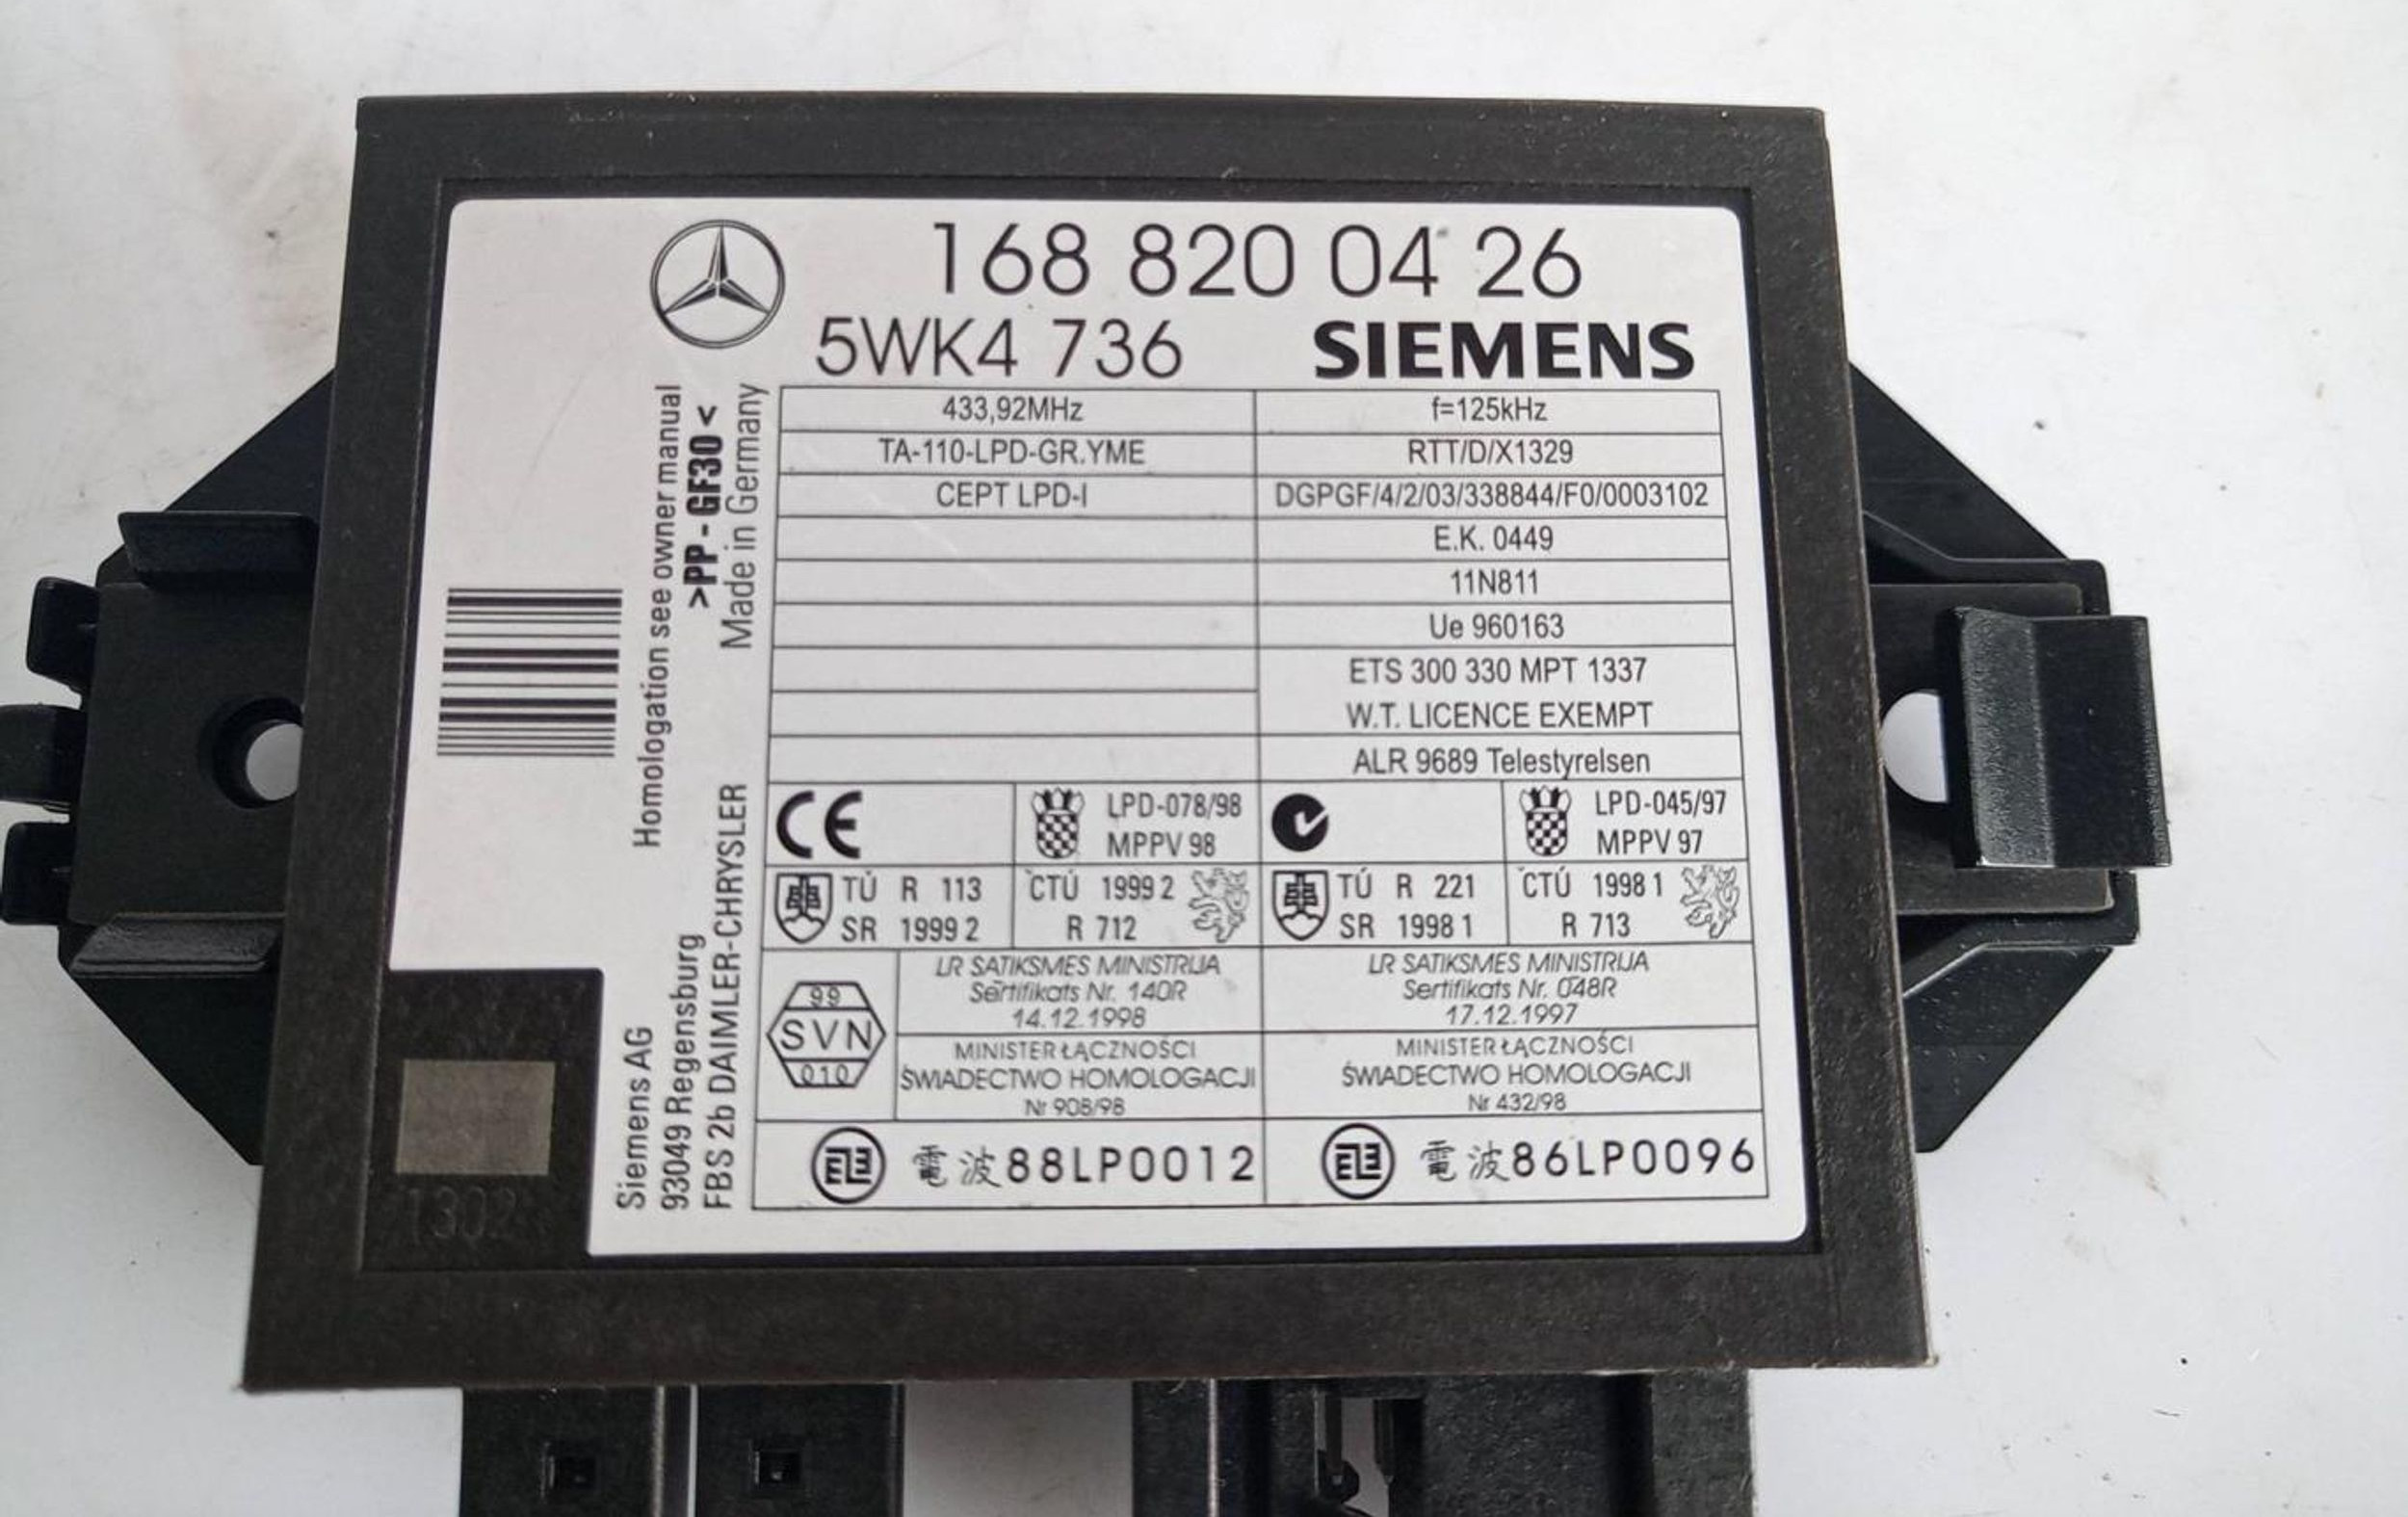 168 820 04 26
5WK4 736 SIEMENS
433,92MHz f=125kHz
TA-110-LPD-GR.YME RTT/D/X1329
CEPT LPD-I DGPGF/4/2/03/338844/F0/0003102
E.K. 0449
11N811
Ue 960163
ETS 300 330 MPT 1337
W.T. LICENCE EXEMPT
ALR 9689 Telestyrelsen
CE LPD-078/98 LPD-045/97
MPPV 98 MPPV 97
TÚ R 113 ČTÚ 1999 2 TÚ R 221 ČTÚ 1998 1
SR 1999 2 R 712 SR 1998 1 R 713
LR SATIKSMES MINISTRIJA LR SATIKSMES MINISTRIJA
Sertifikats Nr. 140R Sertifikats Nr. 048R
14.12.1998 17.12.1997
99
SVN
010
MINISTER ŁĄCZNOŚCI MINISTER ŁĄCZNOŚCI
ŚWIADECTWO HOMOLOGACJI ŚWIADECTWO HOMOLOGACJI
Nr 908/98 Nr 432/98
電波88LP0012 電波86LP0096
Homologation see owner manual
>PP-GF30<
Made in Germany
Siemens AG
93049 Regensburg
FBS 2b DAIMLER-CHRYSLER
1302